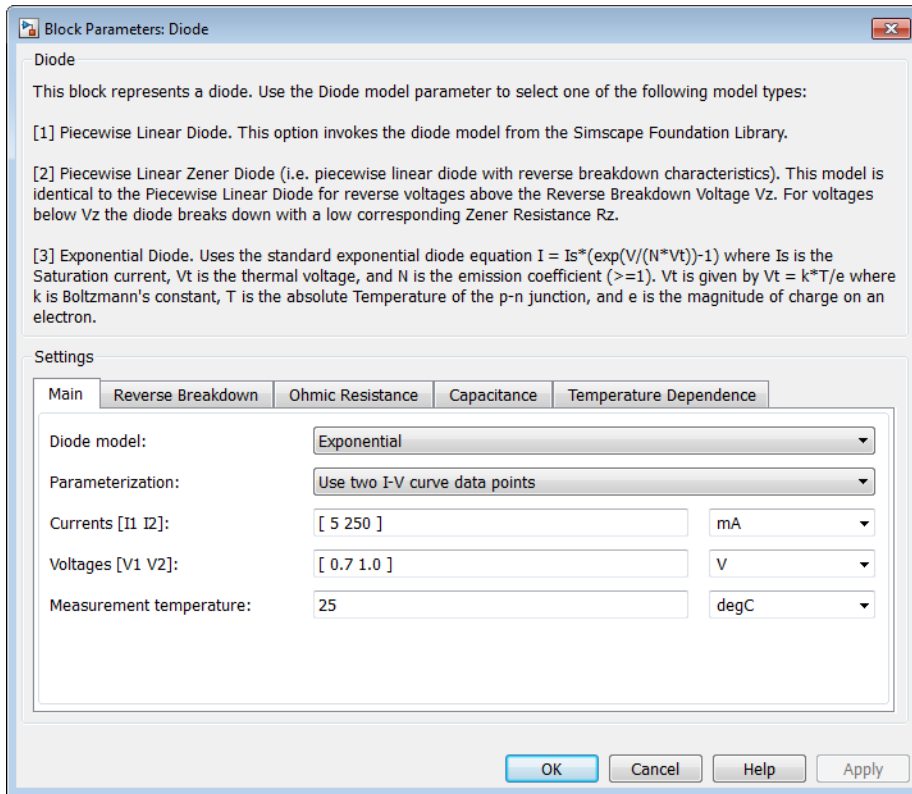 Block Parameters: Diode
Diode
This block represents a diode. Use the Diode model parameter to select one of the following model types:
[1] Piecewise Linear Diode. This option invokes the diode model from the Simscape Foundation Library.
[2] Piecewise Linear Zener Diode (i.e. piecewise linear diode with reverse breakdown characteristics). This model is
identical to the Piecewise Linear Diode for reverse voltages above the Reverse Breakdown Voltage Vz. For voltages
below Vz the diode breaks down with a low corresponding Zener Resistance Rz.
[3] Exponential Diode. Uses the standard exponential diode equation I = Is*(exp(V/(N*Vt))-1) where Is is the
Saturation current, Vt is the thermal voltage, and N is the emission coefficient (>=1). Vt is given by Vt = k*T/e where
k is Boltzmann's constant, T is the absolute Temperature of the p-n junction, and e is the magnitude of charge on an
electron.
Settings
Main Reverse Breakdown Ohmic Resistance Capacitance Temperature Dependence
Diode model: Exponential
Parameterization: Use two I-V curve data points
Currents [I1 I2]: [ 5 250 ] mA
Voltages [V1 V2]: [ 0.7 1.0 ] V
Measurement temperature: 25 degC
OK Cancel Help Apply